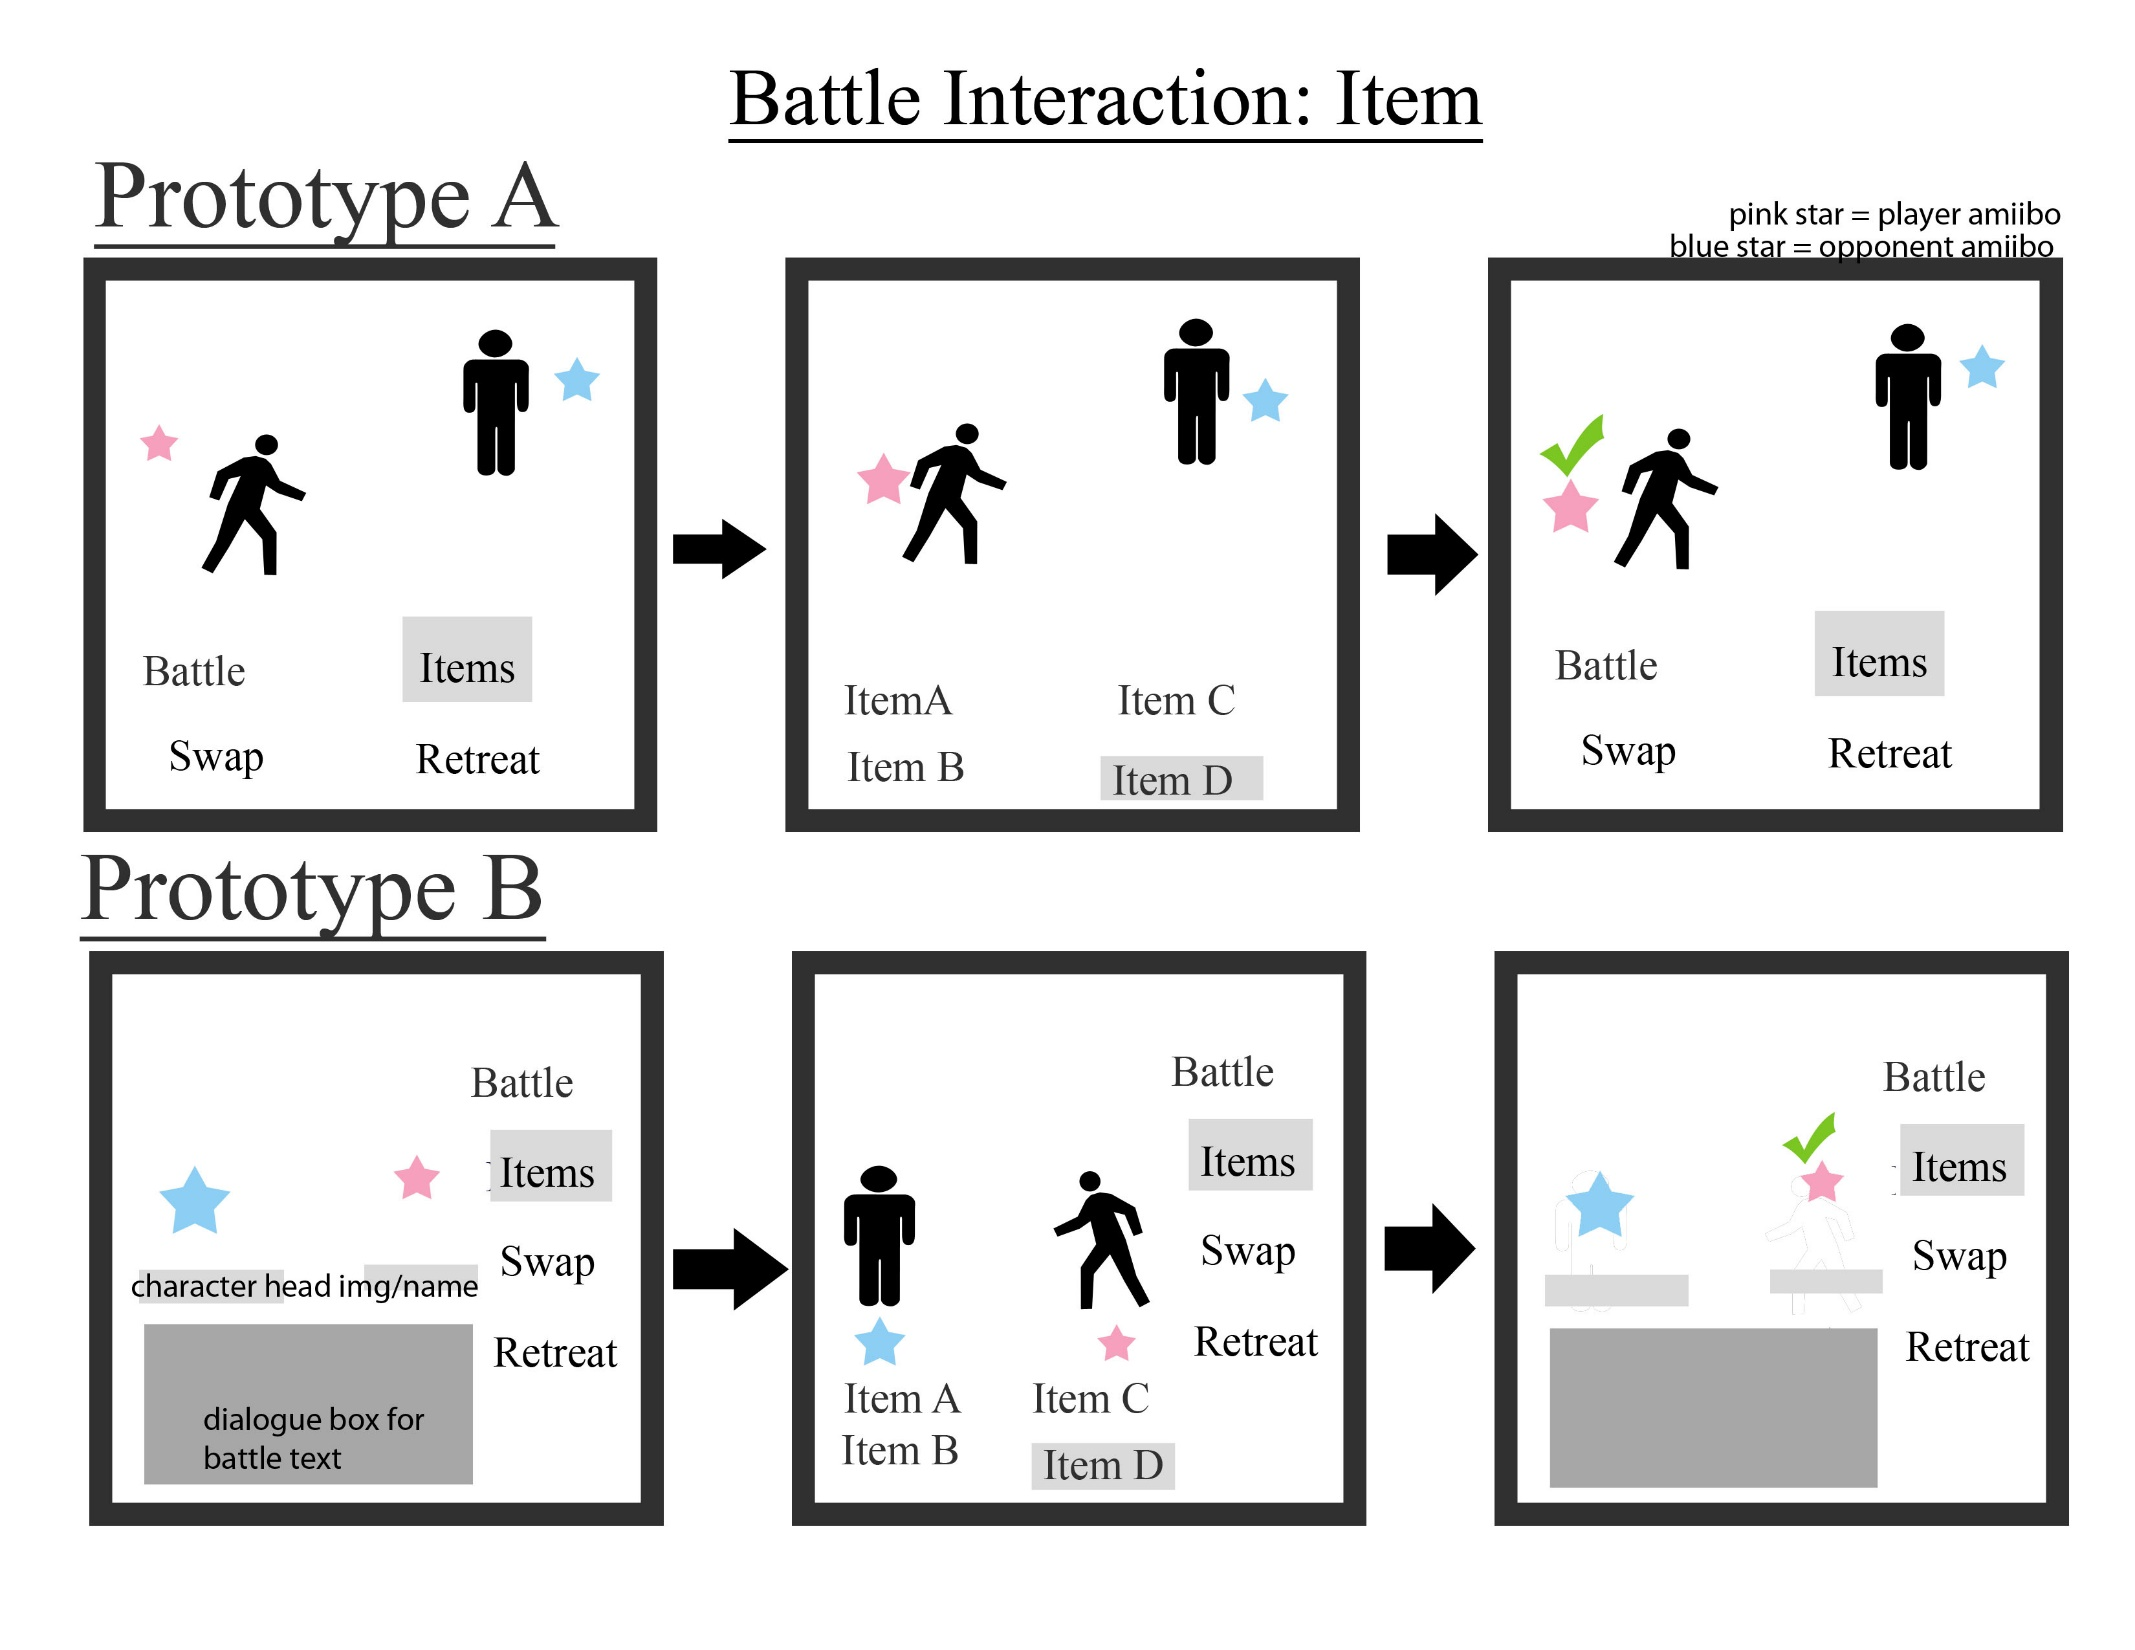 Battle Interaction: Item
Prototype A
pink star = player amiibo
blue star = opponent amiibo
Battle
Items
Swap
Retreat
ItemA
Item C
Item B
Item D
Battle
Items
Swap
Retreat
Prototype B
Battle
Items
Swap
character head img/name
Retreat
dialogue box for
battle text
Battle
Items
Swap
Retreat
Item A
Item C
Item B
Item D
Battle
Items
Swap
Retreat